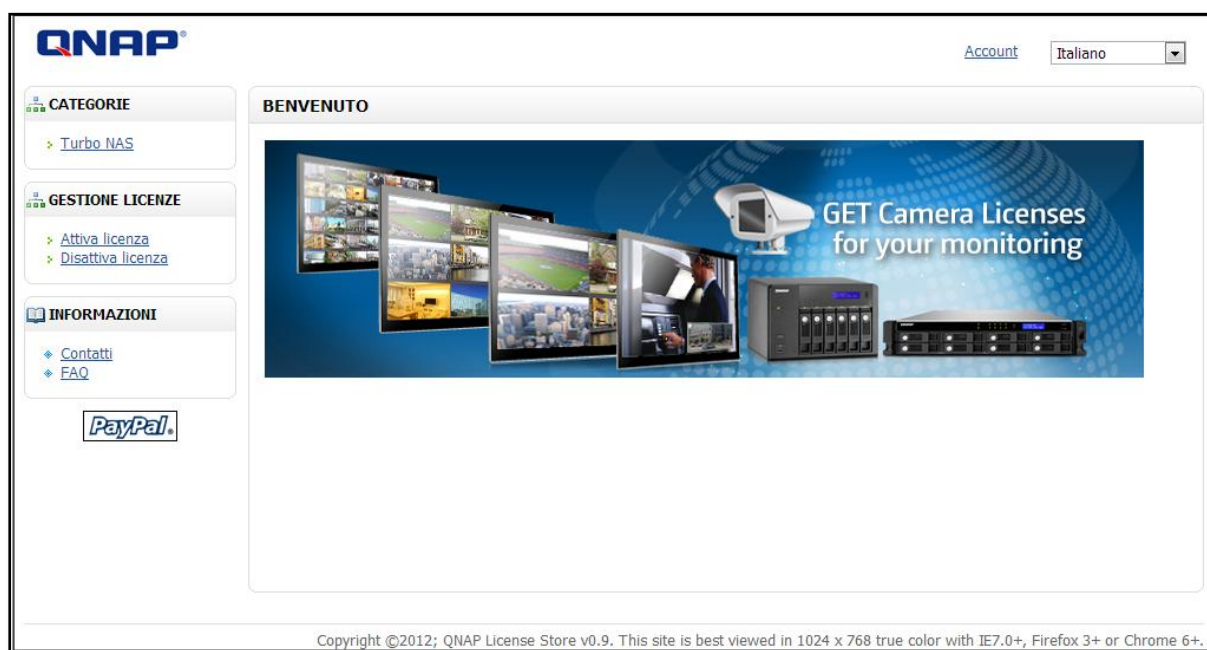 QNAP®
Account Italiano
CATEGORIE
Turbo NAS
GESTIONE LICENZE
Attiva licenza
Disattiva licenza
INFORMAZIONI
Contatti
FAQ
PayPal
BENVENUTO
GET Camera Licenses
for your monitoring
Copyright ©2012; QNAP License Store v0.9. This site is best viewed in 1024 x 768 true color with IE7.0+, Firefox 3+ or Chrome 6+.